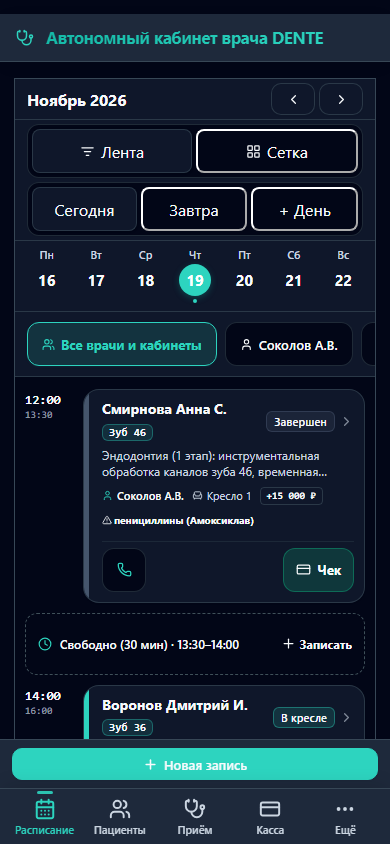 Автономный кабинет врача DENTE
Ноябрь 2026
Лента
Сетка
Сегодня
Завтра
+ День
Пн Вт Ср Чт Пт Сб Вс
16 17 18 19 20 21 22
Все врачи и кабинеты
Соколов А.В.
12:00
13:30
Смирнова Анна С.
Завершен
Зуб 46
Эндодонтия (1 этап): инструментальная
обработка каналов зуба 46, временная...
Соколов А.В. Кресло 1 +15 000 ₽
пенициллины (Амоксиклав)
Чек
Свободно (30 мин) · 13:30–14:00
+ Записать
14:00
16:00
Воронов Дмитрий И.
В кресле
Зуб 36
+ Новая запись
Расписание Пациенты Приём Касса Ещё